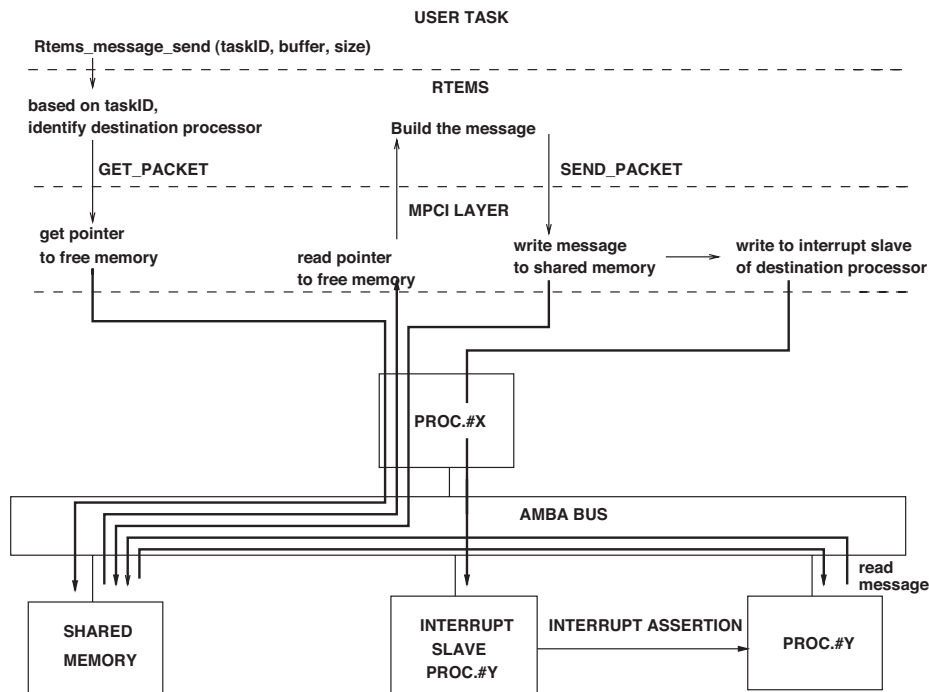 USER TASK
Rtems_message_send (taskID, buffer, size)
RTEMS
based on taskID,
identify destination processor
Build the message
GET_PACKET
SEND_PACKET
MPCI LAYER
get pointer
to free memory
read pointer
to free memory
write message
to shared memory
write to interrupt slave
of destination processor
PROC.#X
AMBA BUS
read
message
SHARED
MEMORY
INTERRUPT
SLAVE
PROC.#Y
INTERRUPT ASSERTION
PROC.#Y